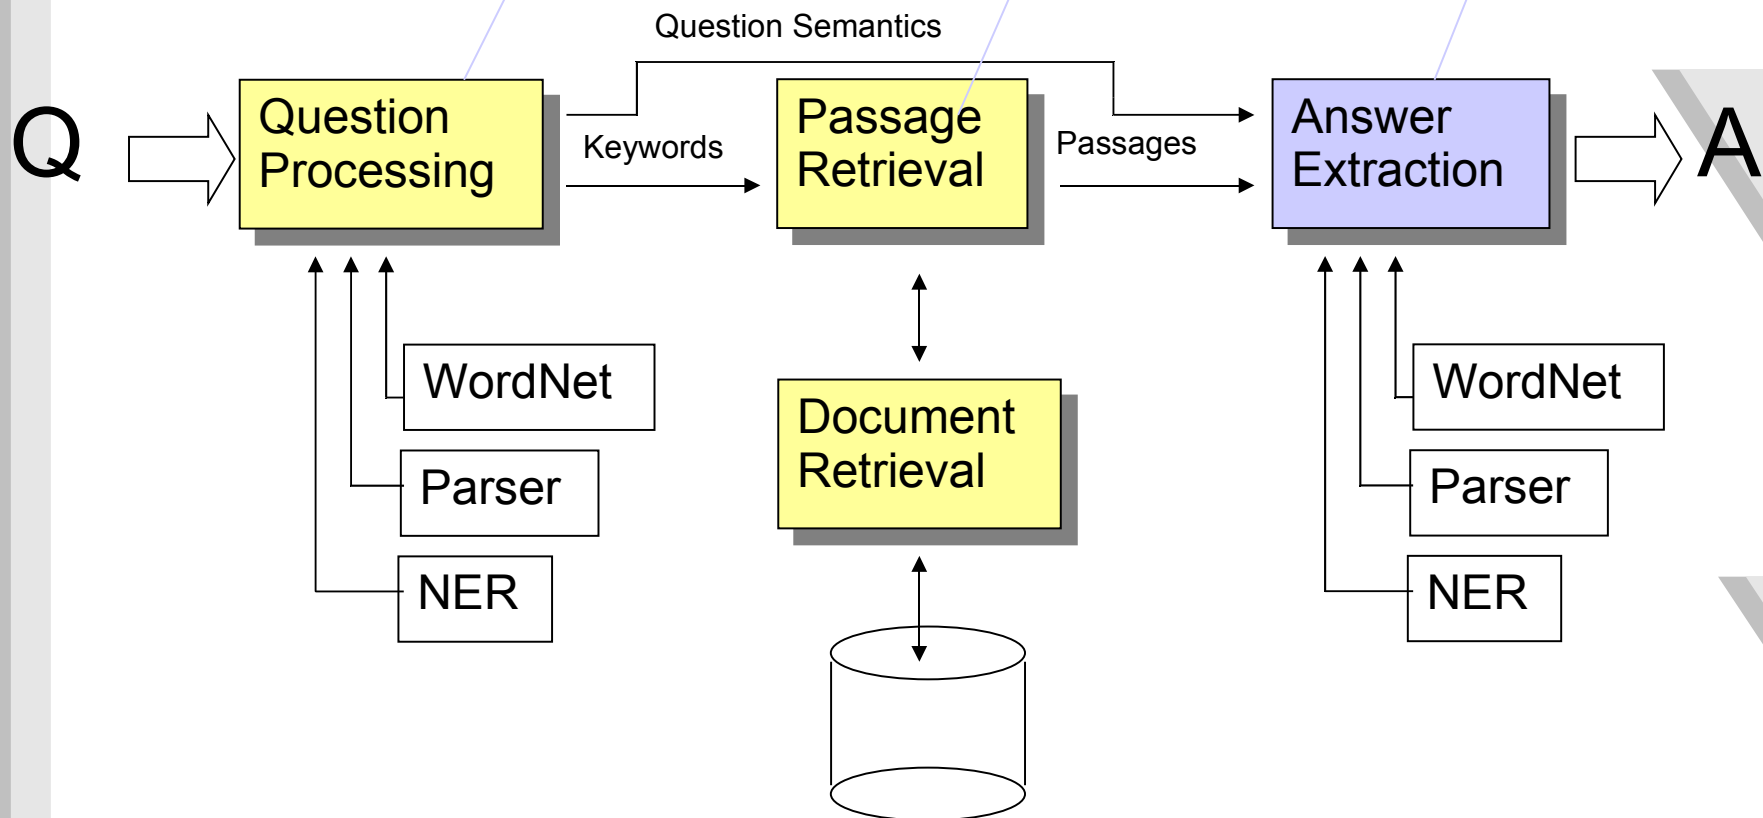 Question Semantics
Q
Question
Processing
Keywords
Passage
Retrieval
Passages
Answer
Extraction
A
WordNet
Parser
NER
Document
Retrieval
WordNet
Parser
NER